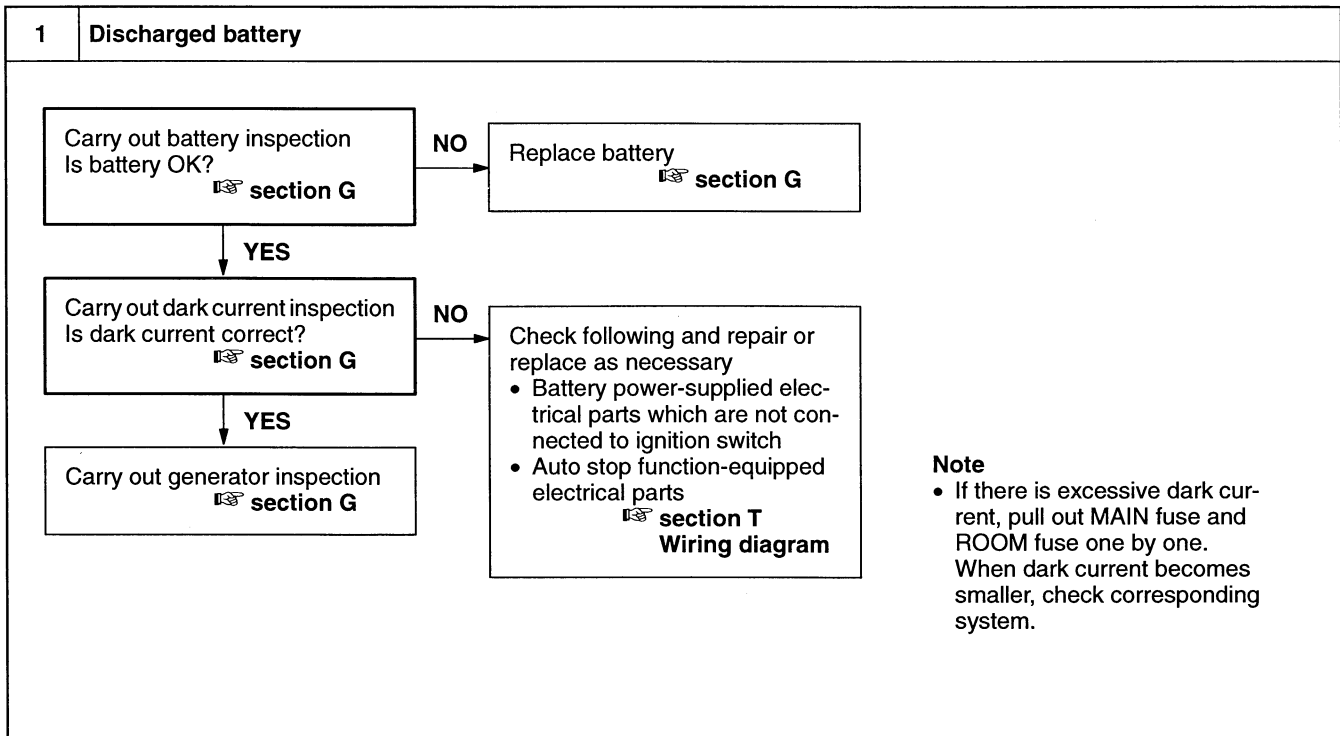 1 Discharged battery
Carry out battery inspection
Is battery OK?
☞ section G
NO
Replace battery
☞ section G
YES
Carry out dark current inspection
Is dark current correct?
☞ section G
NO
Check following and repair or
replace as necessary
• Battery power-supplied elec-
trical parts which are not con-
nected to ignition switch
• Auto stop function-equipped
electrical parts
☞ section T
Wiring diagram
YES
Carry out generator inspection
☞ section G
Note
• If there is excessive dark cur-
rent, pull out MAIN fuse and
ROOM fuse one by one.
When dark current becomes
smaller, check corresponding
system.